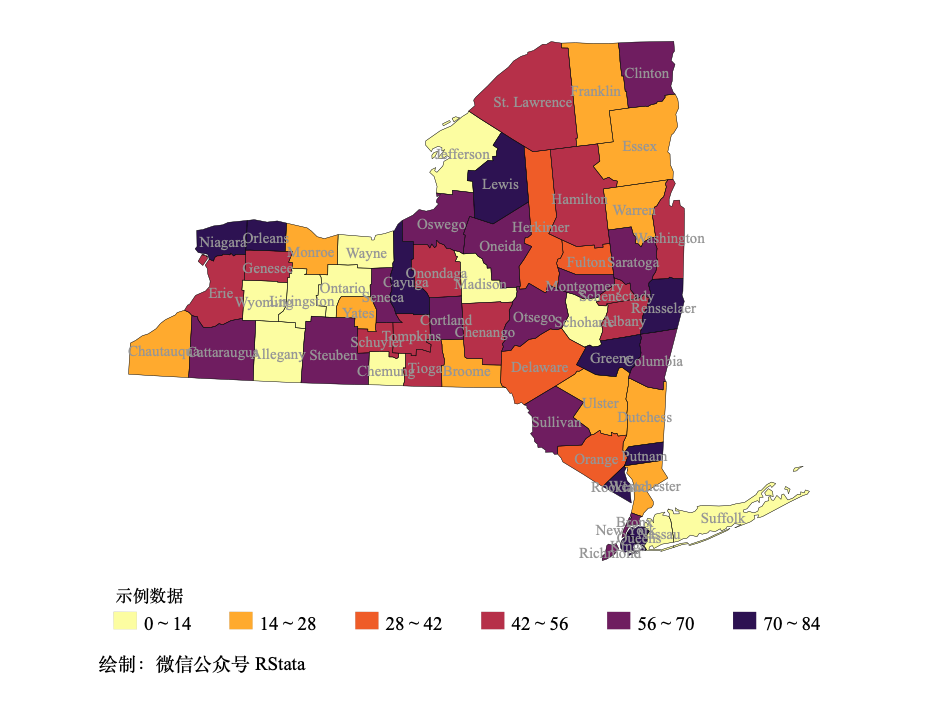 Clinton
Franklin
St. Lawrence
Essex
Jefferson
Lewis
Hamilton
Warren
Oswego
Herkimer
Washington
Niagara
Orleans
Monroe
Wayne
Oneida
Fulton
Saratoga
Genesee
Onondaga
Cayuga
Madison
Montgomery
Erie
Wyoming
Livingston
Ontario
Seneca
Schenectady
Rensselaer
Yates
Cortland
Otsego
Schoharie
Albany
Chenango
Tompkins
Schuyler
Chautauqua
Cattaraugus
Allegany
Steuben
Greene
Columbia
Chemung
Tioga
Broome
Delaware
Ulster
Dutchess
Sullivan
Orange
Putnam
Rockland
Westchester
Suffolk
Bronx
New York
Nassau
Queens
Kings
Richmond
示例数据
0 ~ 14 14 ~ 28 28 ~ 42 42 ~ 56 56 ~ 70 70 ~ 84
绘制：微信公众号 RStata